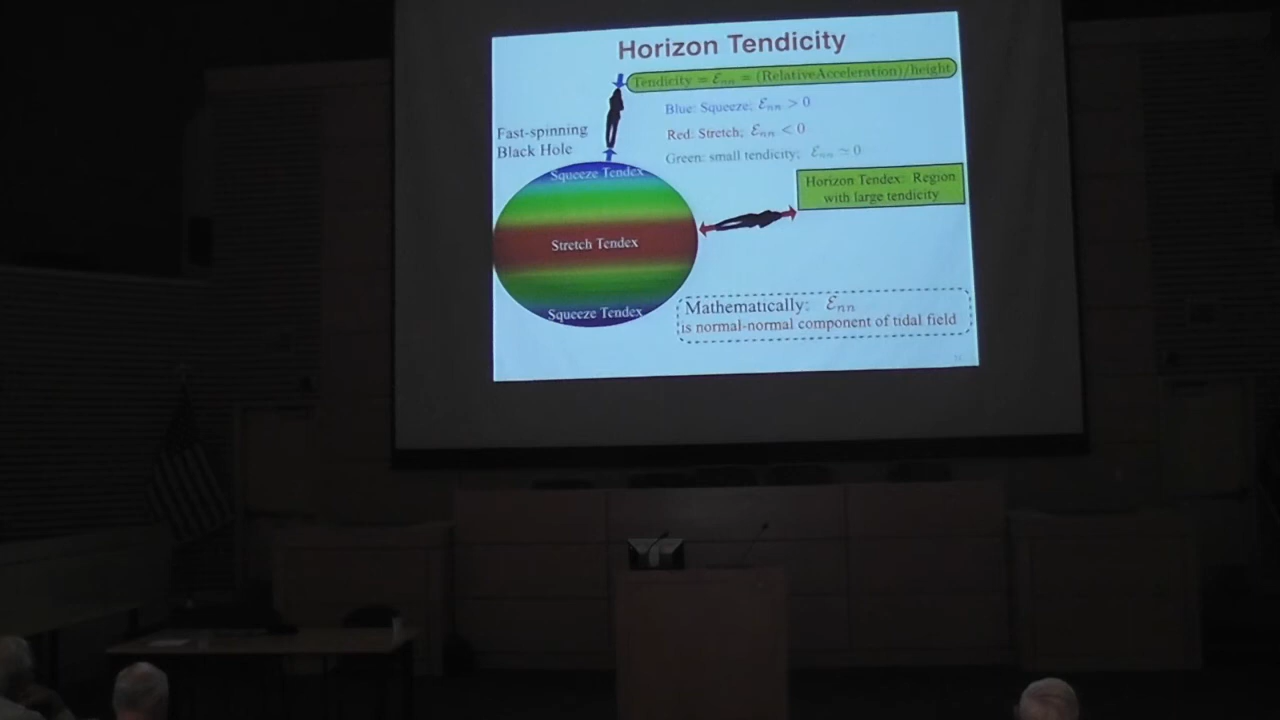 Horizon Tendicity
Tendicity = ℰnn = (RelativeAcceleration)/height
Blue: Squeeze; ℰnn > 0
Red: Stretch; ℰnn < 0
Green: small tendicity; ℰnn ≃ 0
Fast-spinning
Black Hole
Squeeze Tendex
Stretch Tendex
Squeeze Tendex
Horizon Tendex: Region
with large tendicity
Mathematically: ℰnn
is normal-normal component of tidal field